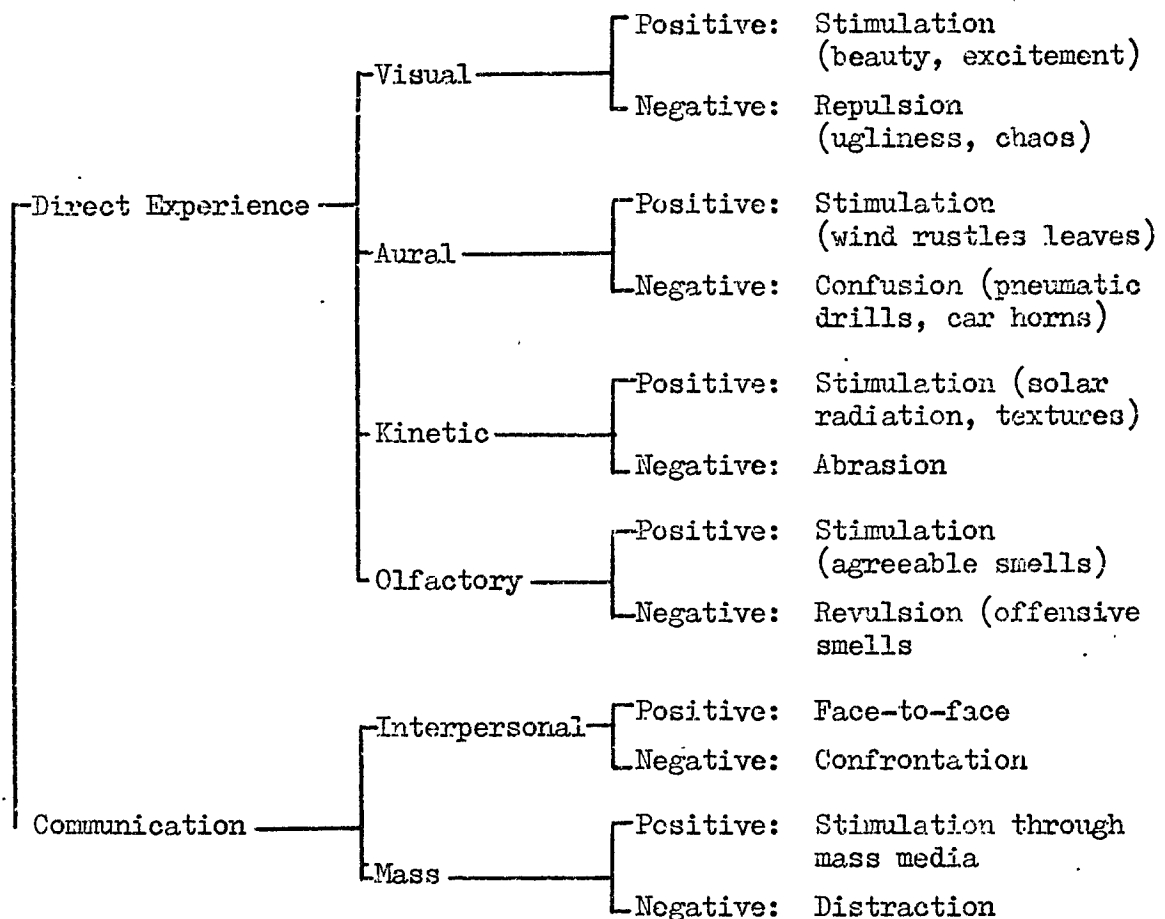 Positive: Stimulation
(beauty, excitement)
Visual
Negative: Repulsion
(ugliness, chaos)
Direct Experience
Positive: Stimulation
(wind rustles leaves)
Aural
Negative: Confusion (pneumatic
drills, car horns)
Positive: Stimulation (solar
radiation, textures)
Kinetic
Negative: Abrasion
Positive: Stimulation
(agreeable smells)
Olfactory
Negative: Revulsion (offensive
smells
Interpersonal Positive: Face-to-face
Negative: Confrontation
Communication
Positive: Stimulation through
mass media
Mass
Negative: Distraction